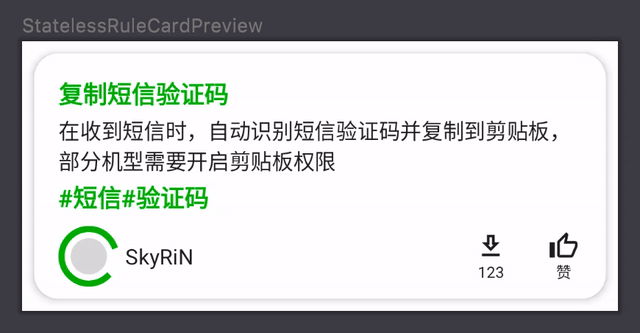 StatelessRuleCardPreview
复制短信验证码
在收到短信时，自动识别短信验证码并复制到剪贴板，
部分机型需要开启剪贴板权限
#短信#验证码
SkyRiN
123
赞